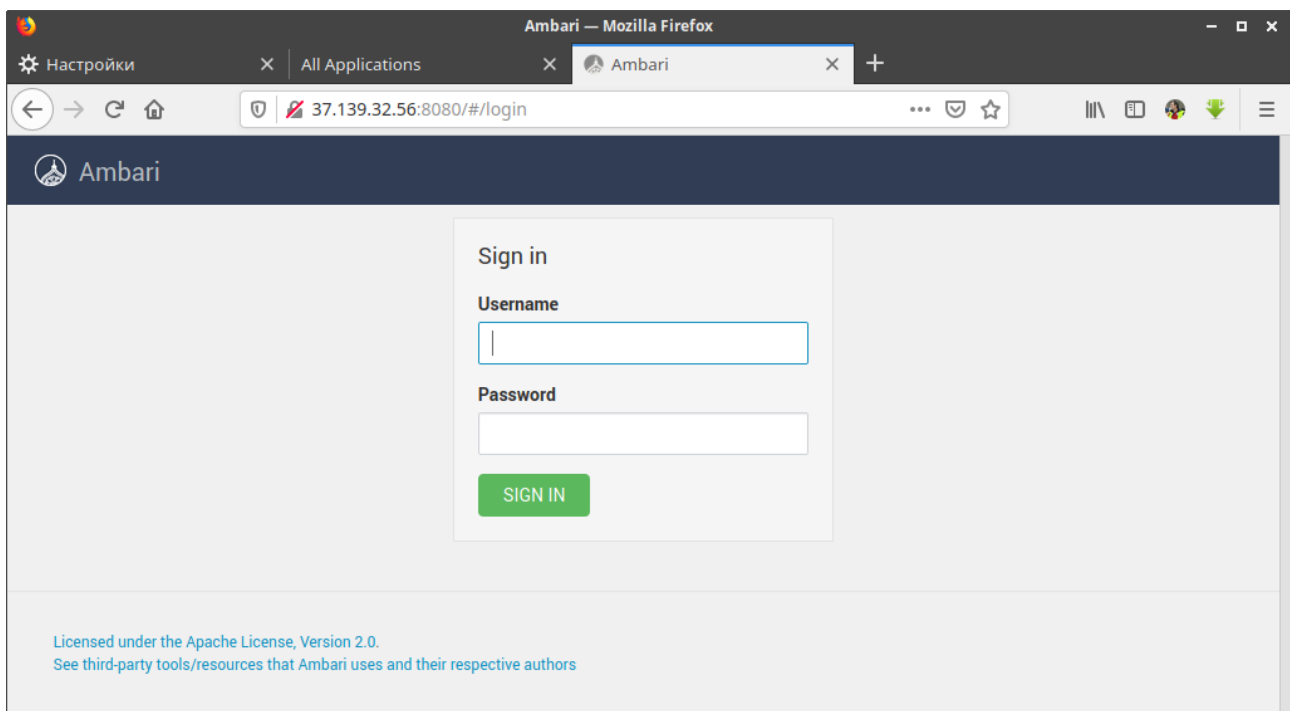 Ambari — Mozilla Firefox
Настройки
All Applications
Ambari
37.139.32.56:8080/#/login
Ambari
Sign in
Username
Password
SIGN IN
Licensed under the Apache License, Version 2.0.
See third-party tools/resources that Ambari uses and their respective authors